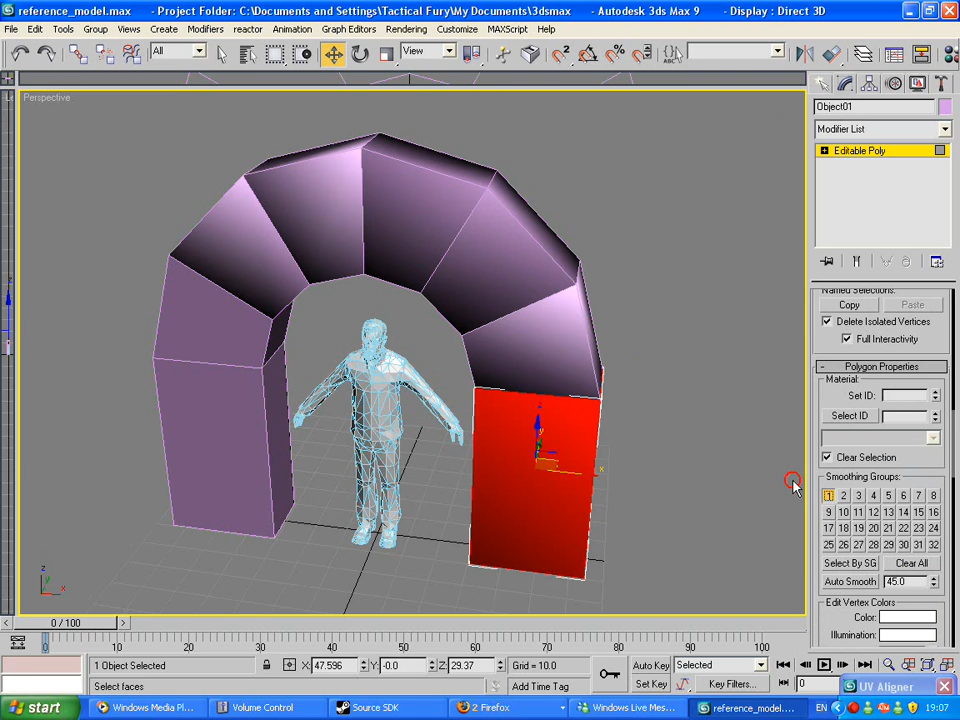 reference_model.max - Project Folder: C:\Documents and Settings\Tactical Fury\My Documents\3dsmax - Autodesk 3ds Max 9 - Display : Direct 3D
File Edit Tools Group Views Create Modifiers reactor Animation Graph Editors Rendering Customize MAXScript Help
All View
Perspective
Object01
Modifier List
Editable Poly
Named Selections:
Copy Paste
Delete Isolated Vertices
Full Interactivity
- Polygon Properties
Material:
Set ID:
Select ID
Clear Selection
Smoothing Groups:
1 2 3 4 5 6 7 8
9 10 11 12 13 14 15 16
17 18 19 20 21 22 23 24
25 26 27 28 29 30 31 32
Select By SG Clear All
Auto Smooth 45.0
Edit Vertex Colors
Color:
Illumination:
z
y
x
z
y
x
0 / 100
0 10 20 30 40 50 60 70 80 90 100
1 Object Selected X: 47.596 Y: -0.0 Z: 29.37 Grid = 10.0 Auto Key Selected
Select faces Add Time Tag Set Key Key Filters... 0
UV Aligner
start Windows Media Pl... Volume Control Source SDK 2 Firefox Windows Live Mess... reference_model.... EN 19:07